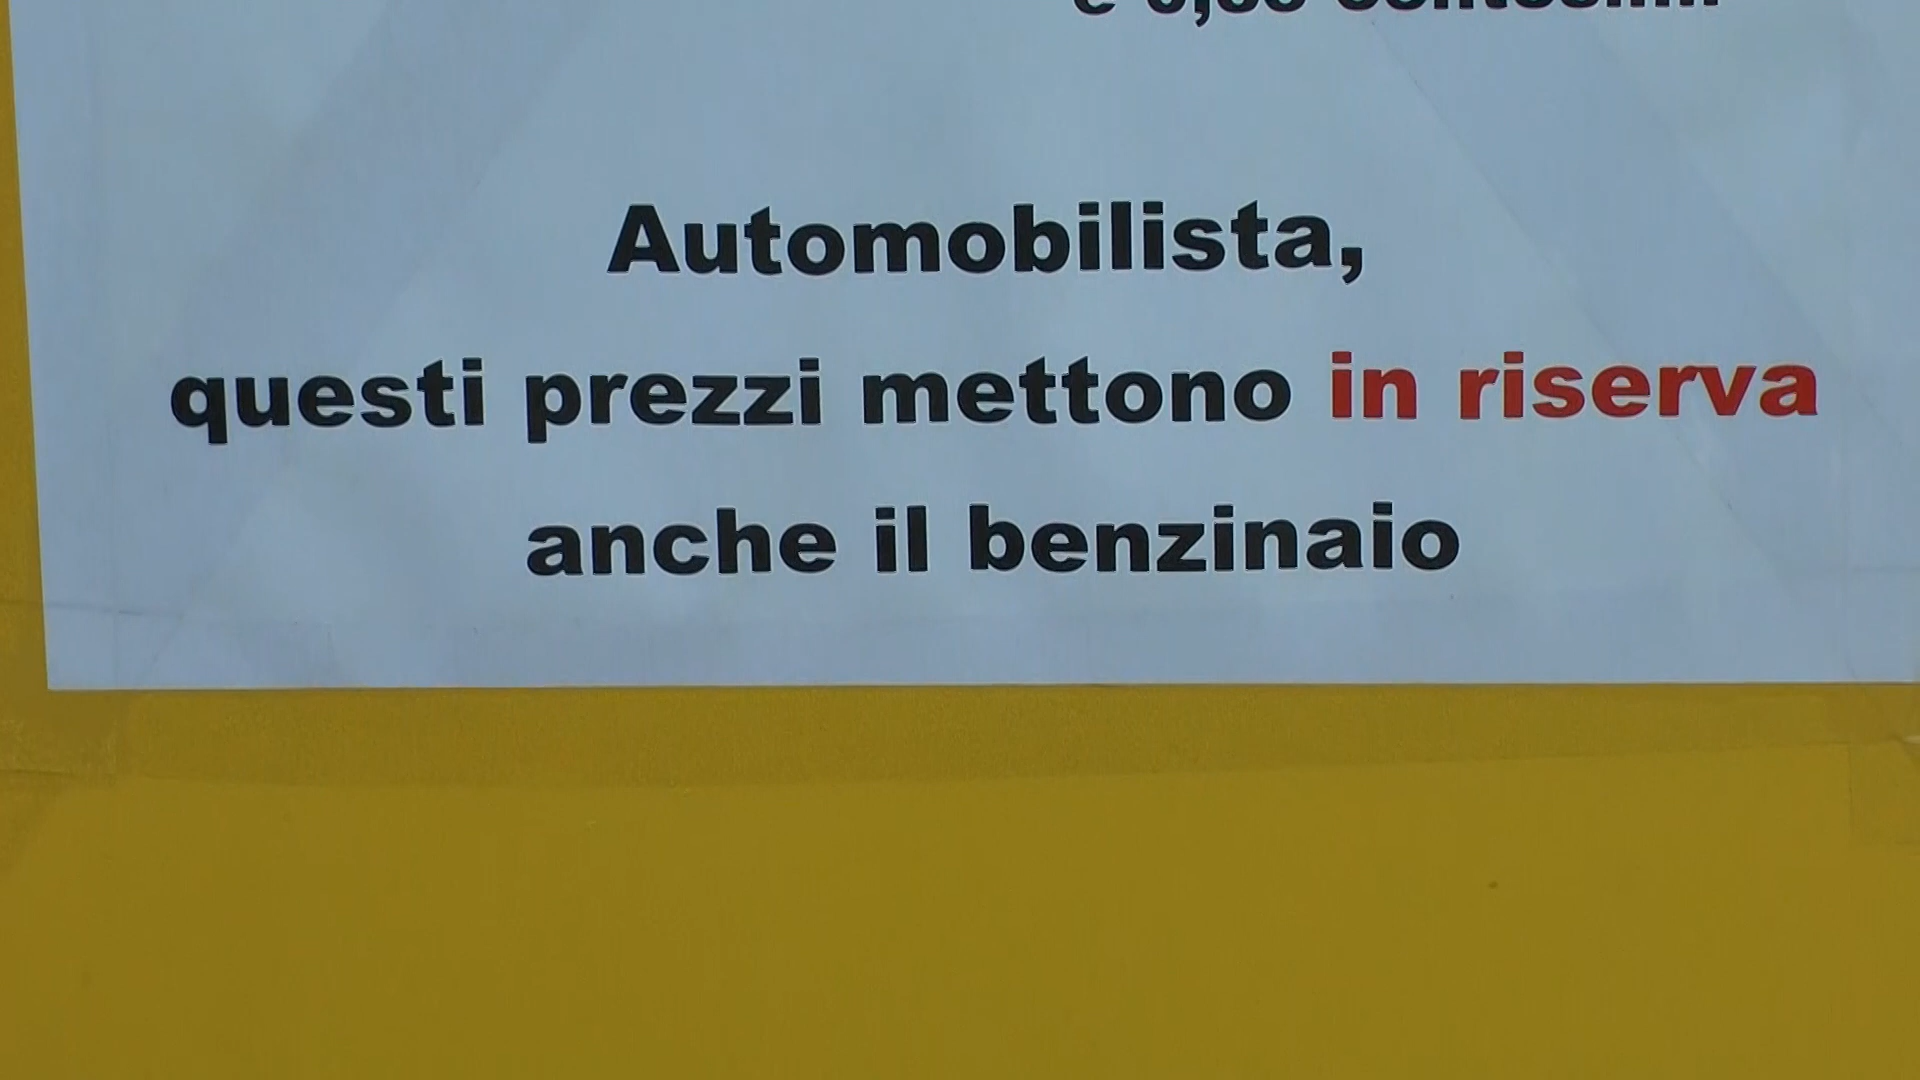 Automobilista,
questi prezzi mettono in riserva
anche il benzinaio